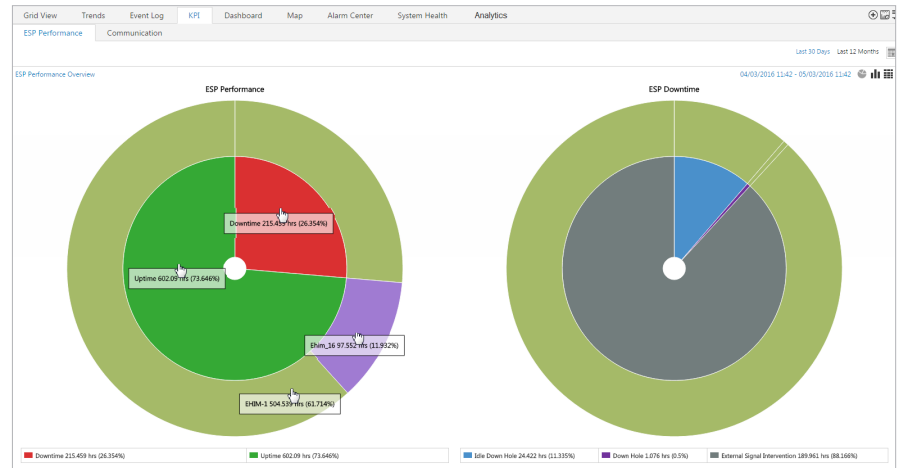 Grid View Trends Event Log KPI Dashboard Map Alarm Center System Health Analytics
ESP Performance Communication
Last 30 Days Last 12 Months
ESP Performance Overview 04/03/2016 11:42 - 05/03/2016 11:42
ESP Performance ESP Downtime
Downtime 215.459 hrs (26.354%)
Uptime 602.09 hrs (73.646%)
Ehim_16 97.552 hrs (11.932%)
EHIM-1 504.539 hrs (61.714%)
Downtime 215.459 hrs (26.354%) Uptime 602.09 hrs (73.646%) Idle Down Hole 24.422 hrs (11.335%) Down Hole 1.076 hrs (0.5%) External Signal Intervention 189.961 hrs (88.166%)